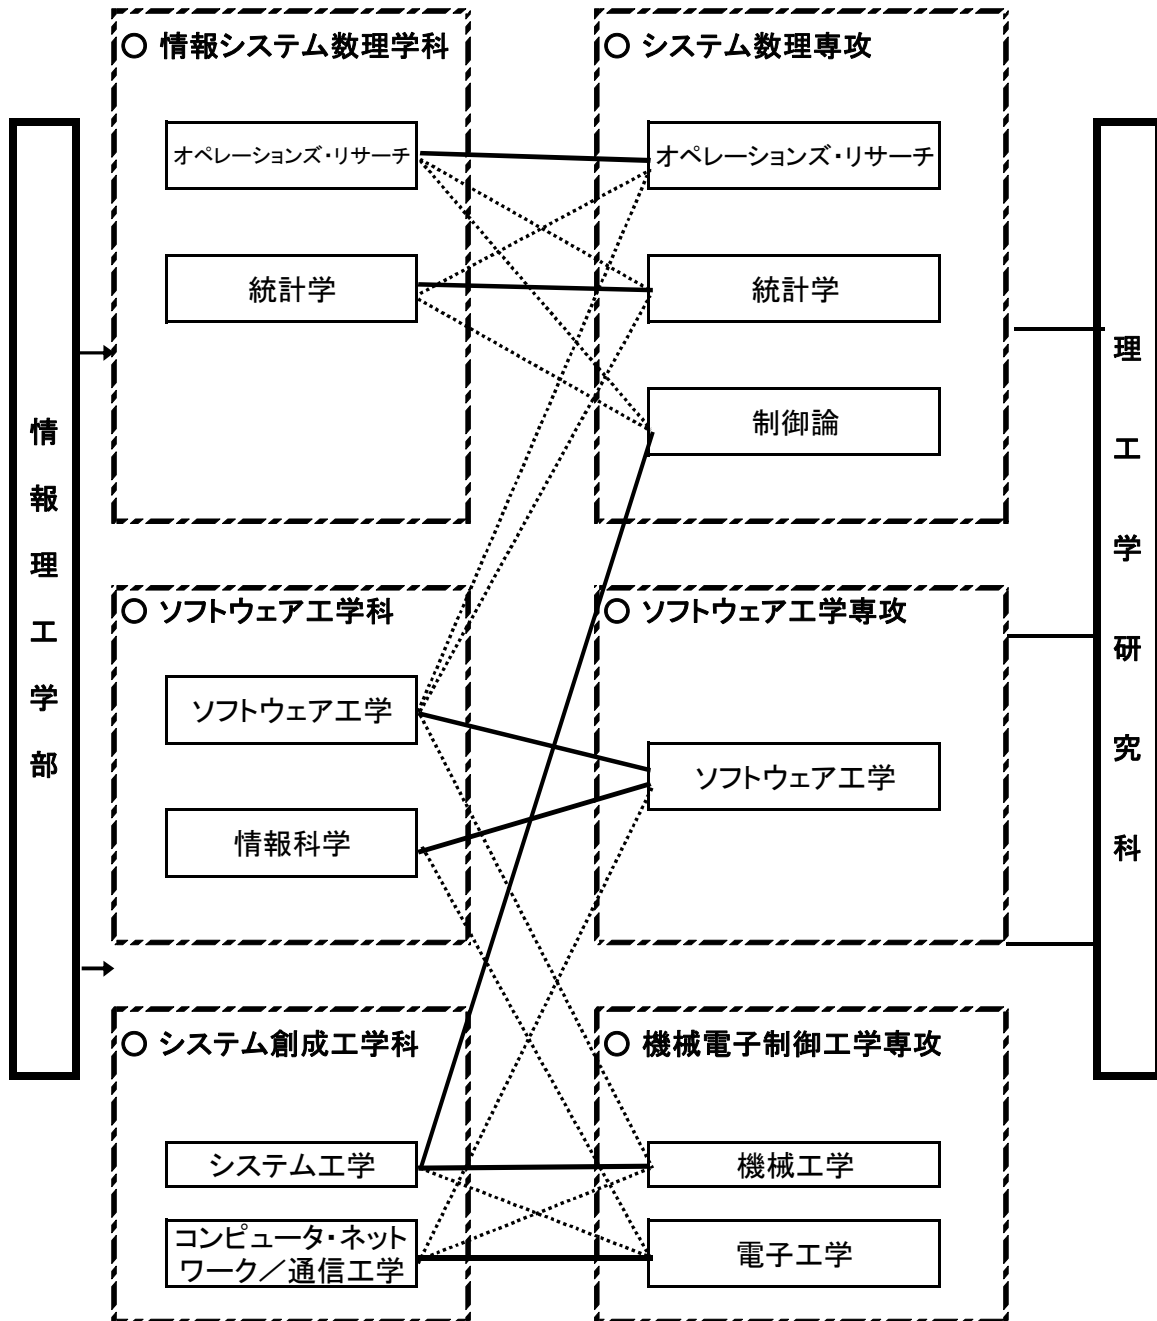 情報理工学部
○ 情報システム数理学科
オペレーションズ・リサーチ
統計学
○ ソフトウェア工学科
ソフトウェア工学
情報科学
○ システム創成工学科
システム工学
コンピュータ・ネット
ワーク／通信工学
○ システム数理専攻
オペレーションズ・リサーチ
統計学
制御論
○ ソフトウェア工学専攻
ソフトウェア工学
○ 機械電子制御工学専攻
機械工学
電子工学
理工学研究科